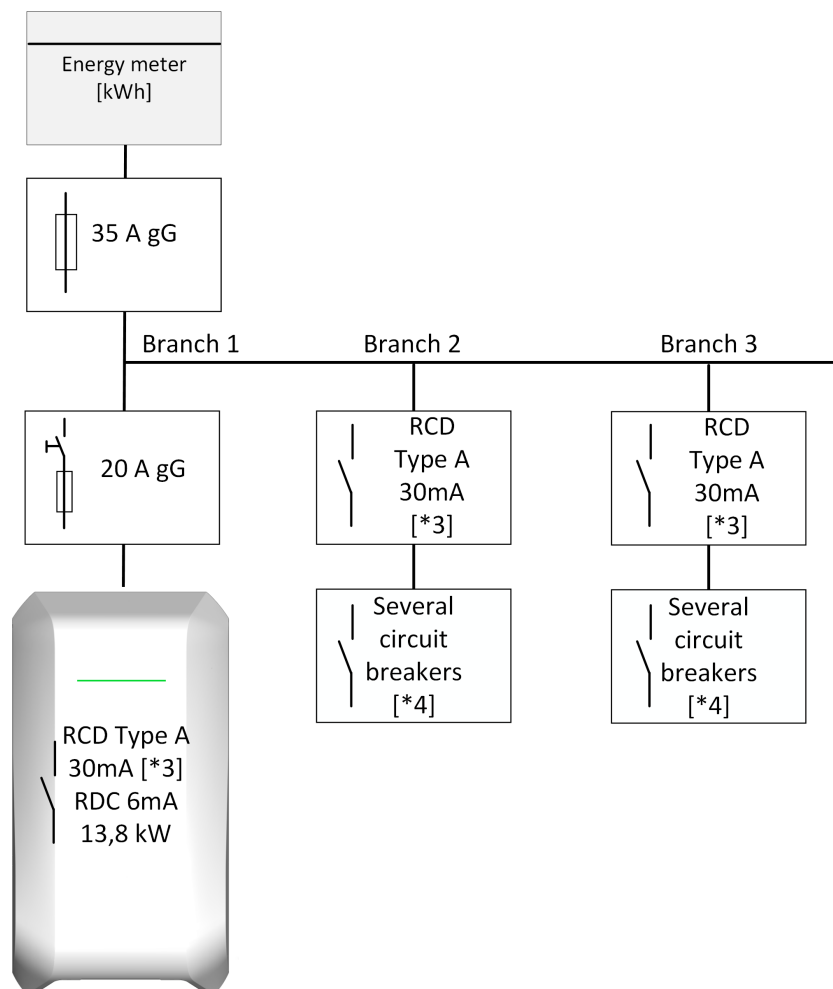 Energy meter
[kWh]
35 A gG
Branch 1
Branch 2
Branch 3
20 A gG
RCD
Type A
30mA
[*3]
RCD
Type A
30mA
[*3]
Several
circuit
breakers
[*4]
Several
circuit
breakers
[*4]
RCD Type A
30mA [*3]
RDC 6mA
13,8 kW